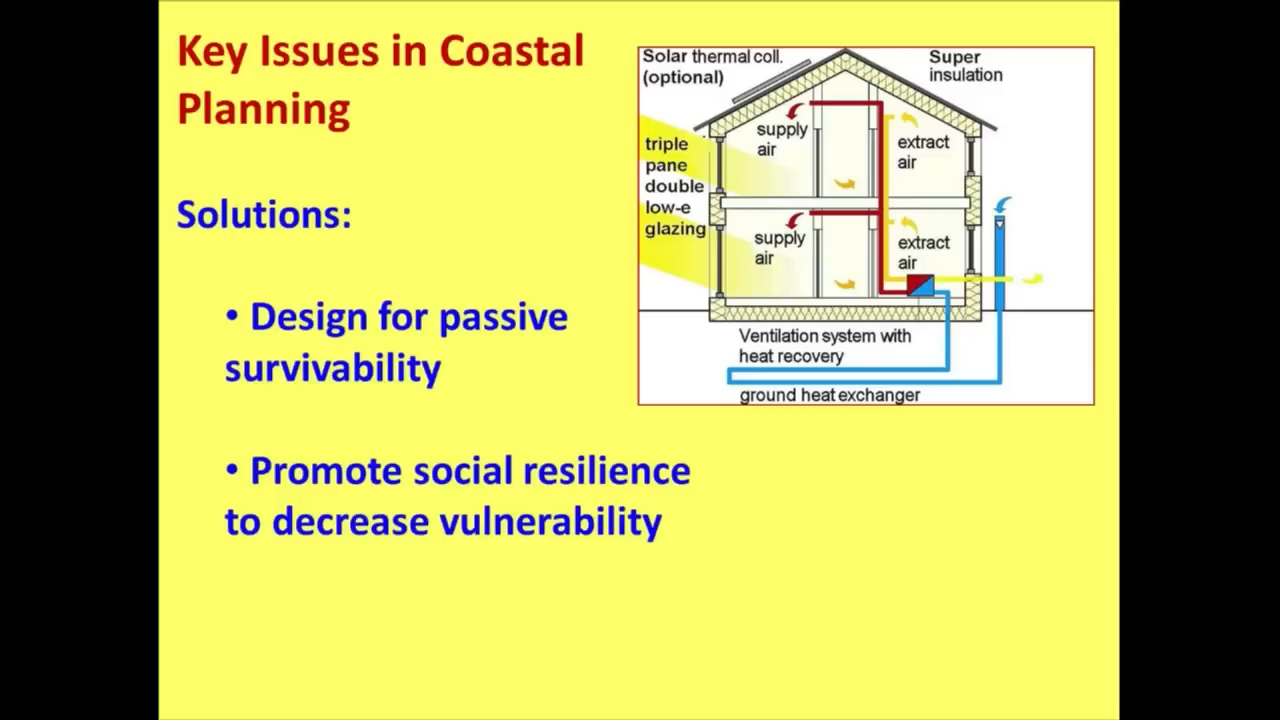 Key Issues in Coastal
Planning
Solutions:
• Design for passive
survivability
• Promote social resilience
to decrease vulnerability
Solar thermal coll.
(optional)
Super
insulation
triple
pane
double
low-e
glazing
supply
air
extract
air
supply
air
extract
air
Ventilation system with
heat recovery
ground heat exchanger